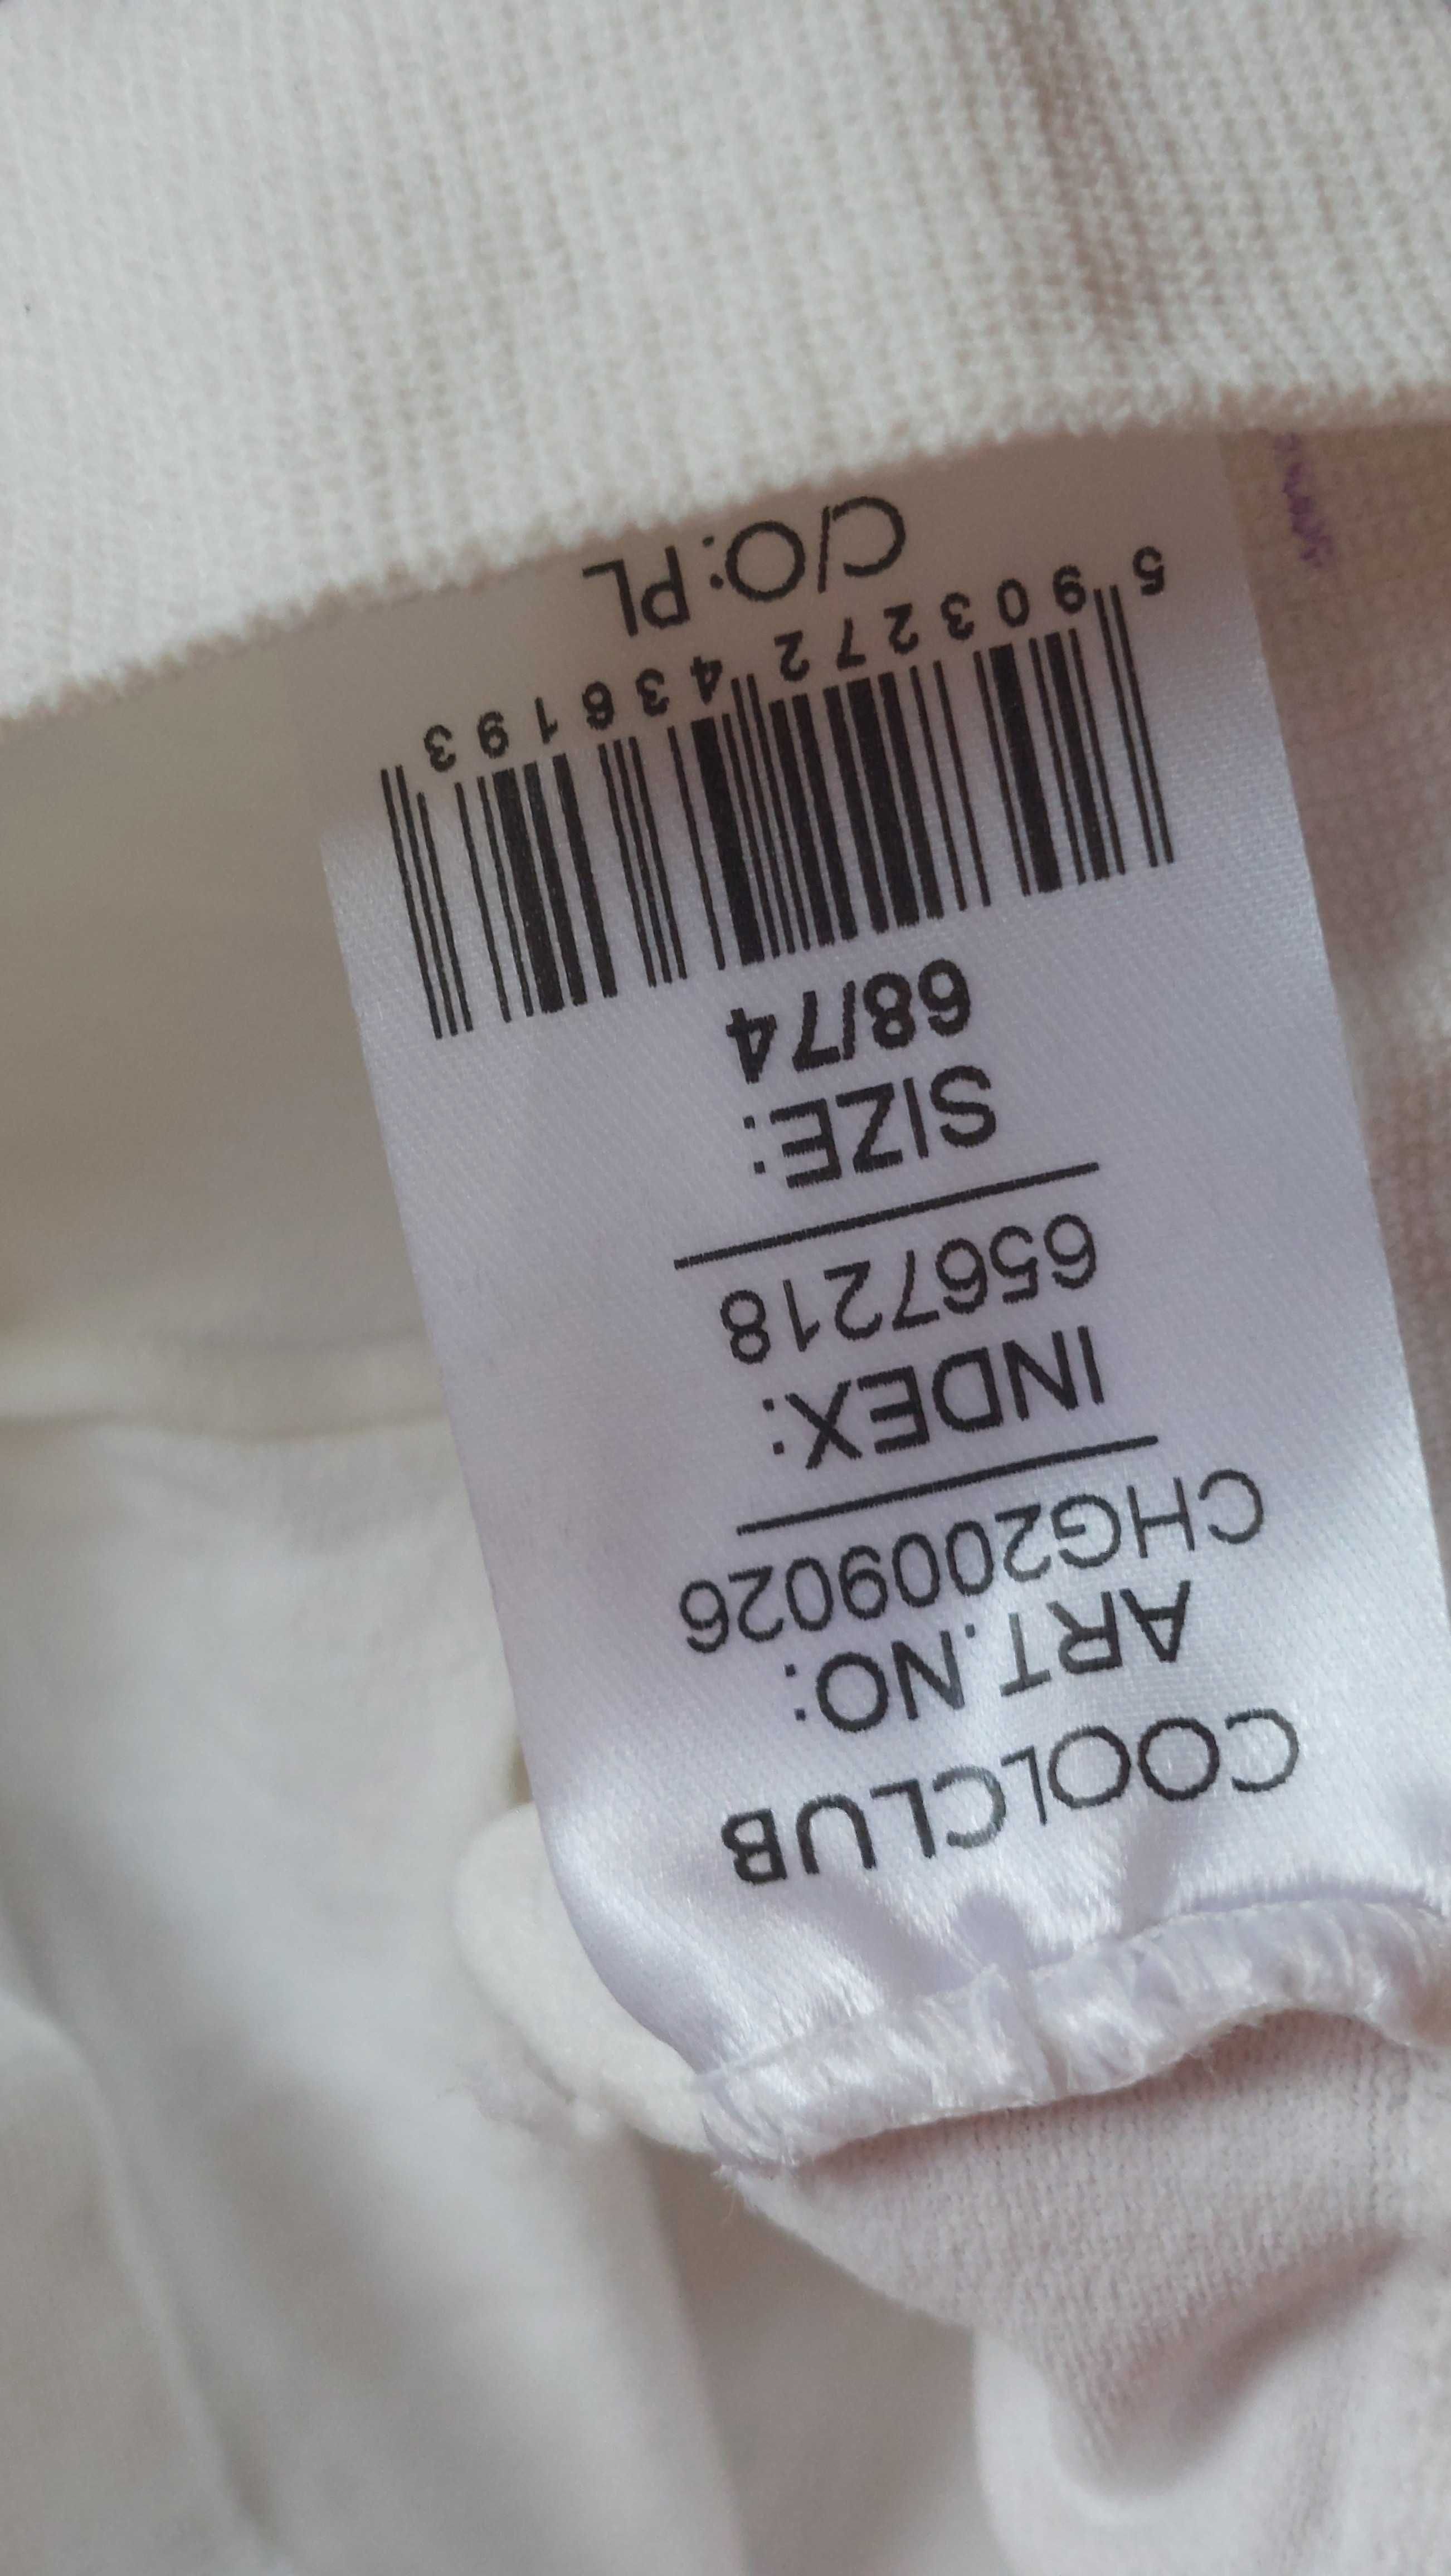 COOLCLUB
ART.NO:
CHG2009026
INDEX:
6567218
SIZE:
68/74
5 903272 436193
C/O:PL